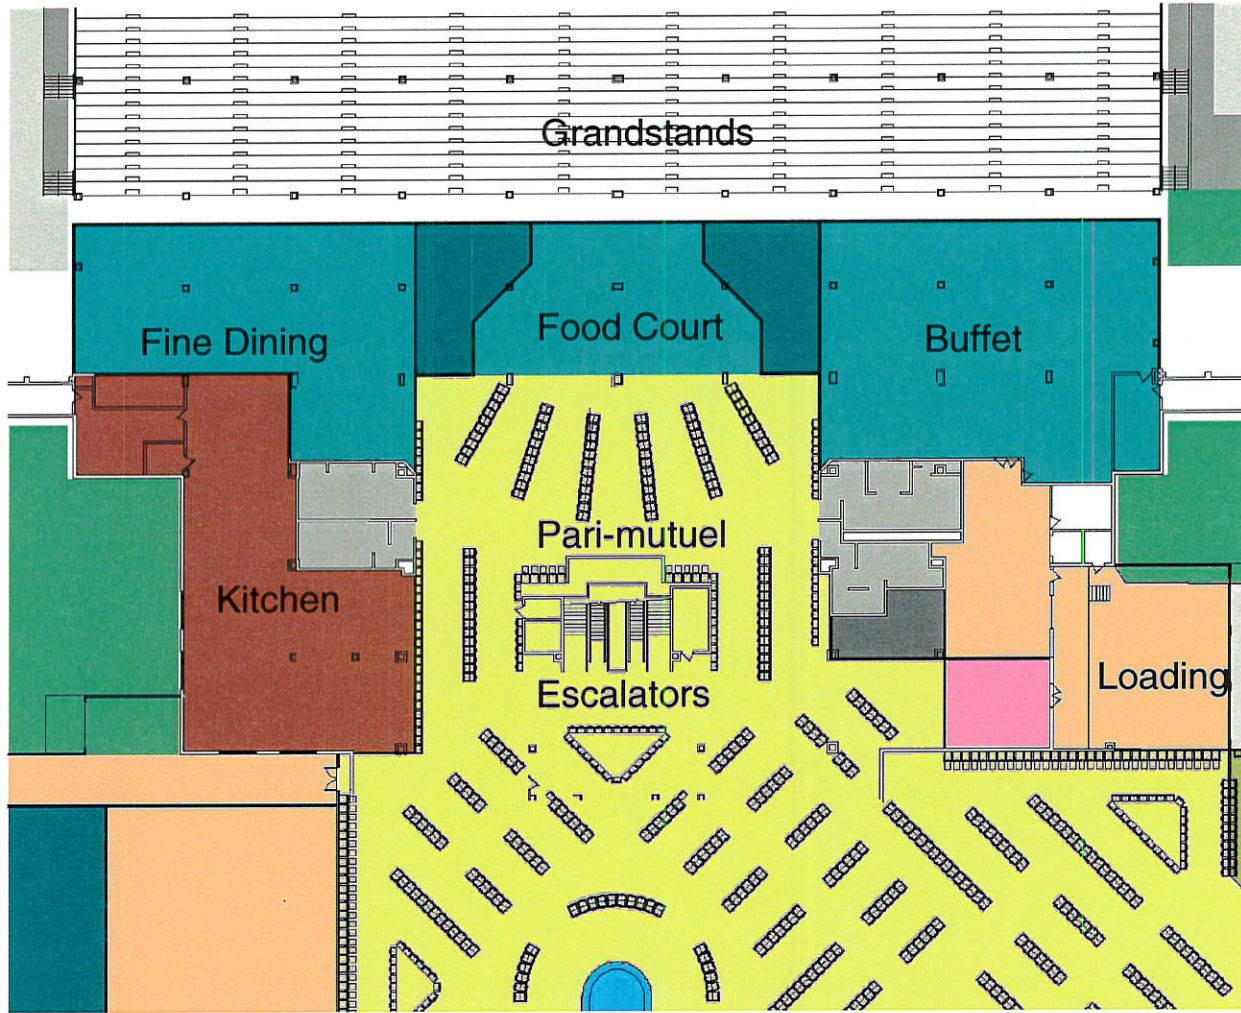 Grandstands
Fine Dining
Food Court
Buffet
Pari-mutuel
Kitchen
Escalators
Loading